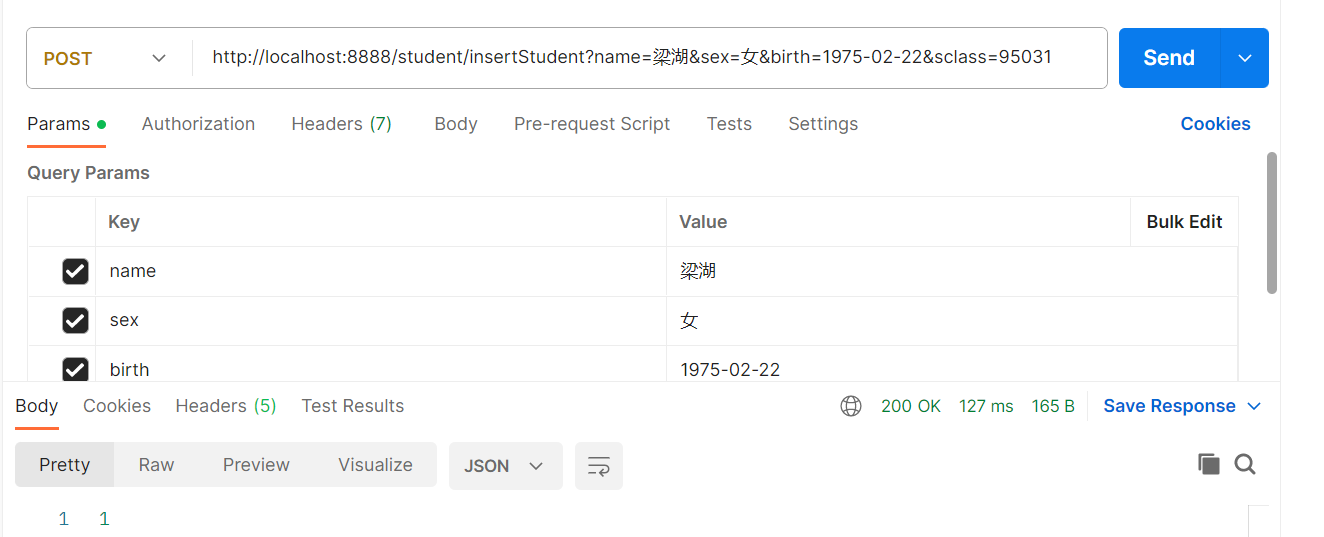 POST http://localhost:8888/student/insertStudent?name=梁湖&sex=女&birth=1975-02-22&sclass=95031 Send
Params Authorization Headers (7) Body Pre-request Script Tests Settings Cookies
Query Params
Key Value Bulk Edit
name 梁湖
sex 女
birth 1975-02-22
Body Cookies Headers (5) Test Results 200 OK 127 ms 165 B Save Response
Pretty Raw Preview Visualize JSON
1 1